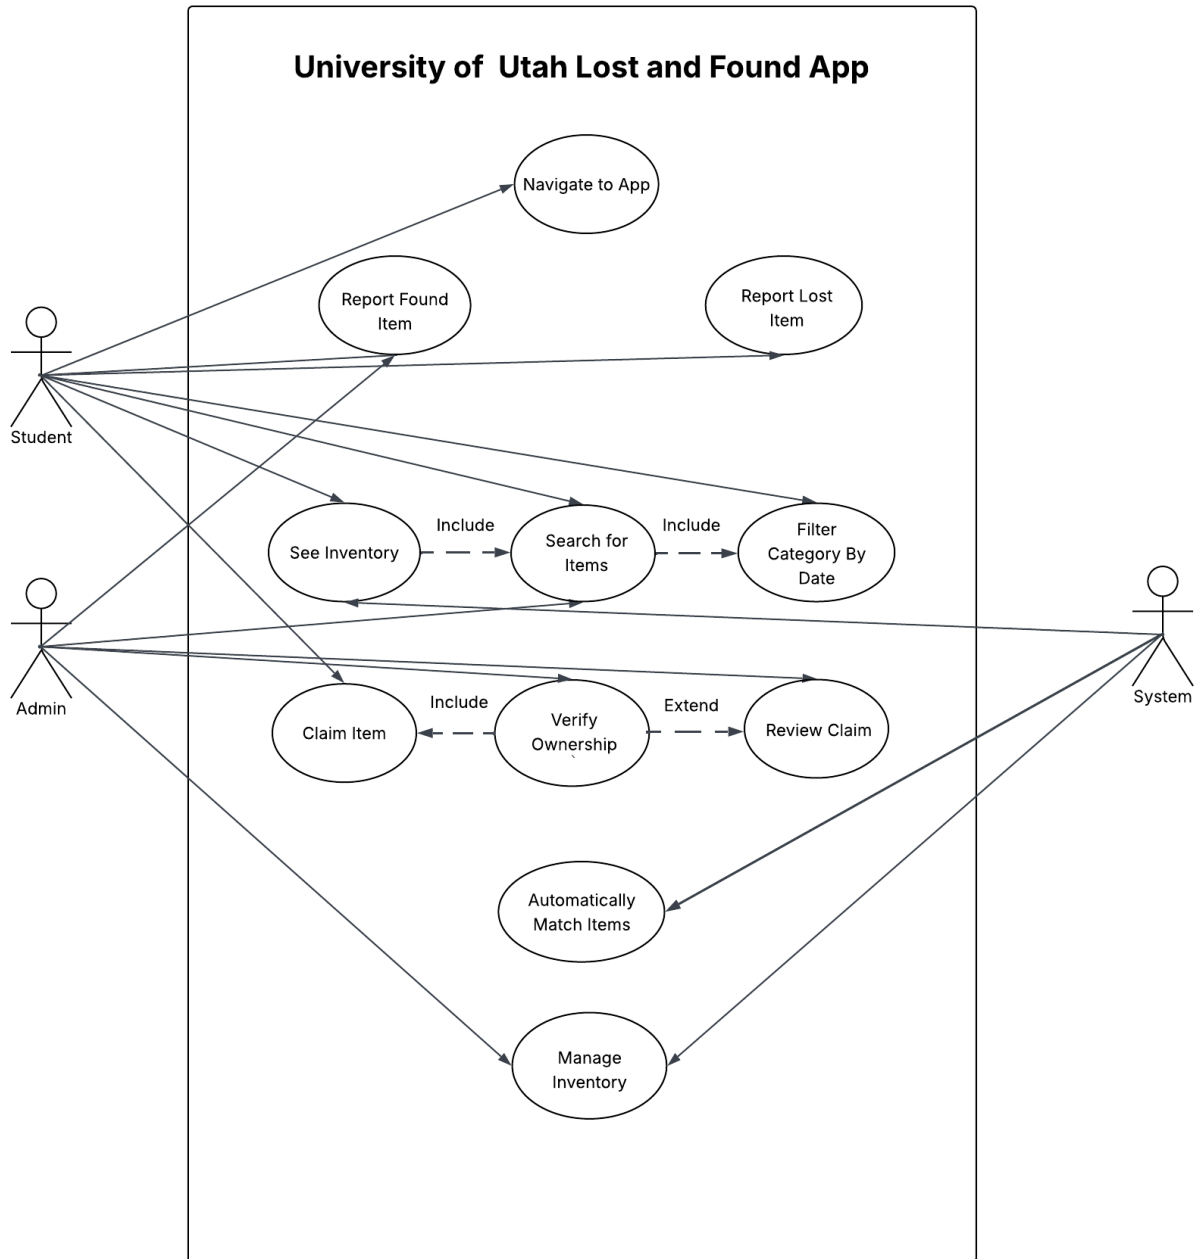 University of  Utah Lost and Found App
Navigate to App
Report Found
Item
Report Lost
Item
Student
See Inventory
Include
Search for
Items
Include
Filter
Category By
Date
Admin
System
Claim Item
Include
Verify
Ownership
`
Extend
Review Claim
Automatically
Match Items
Manage
Inventory